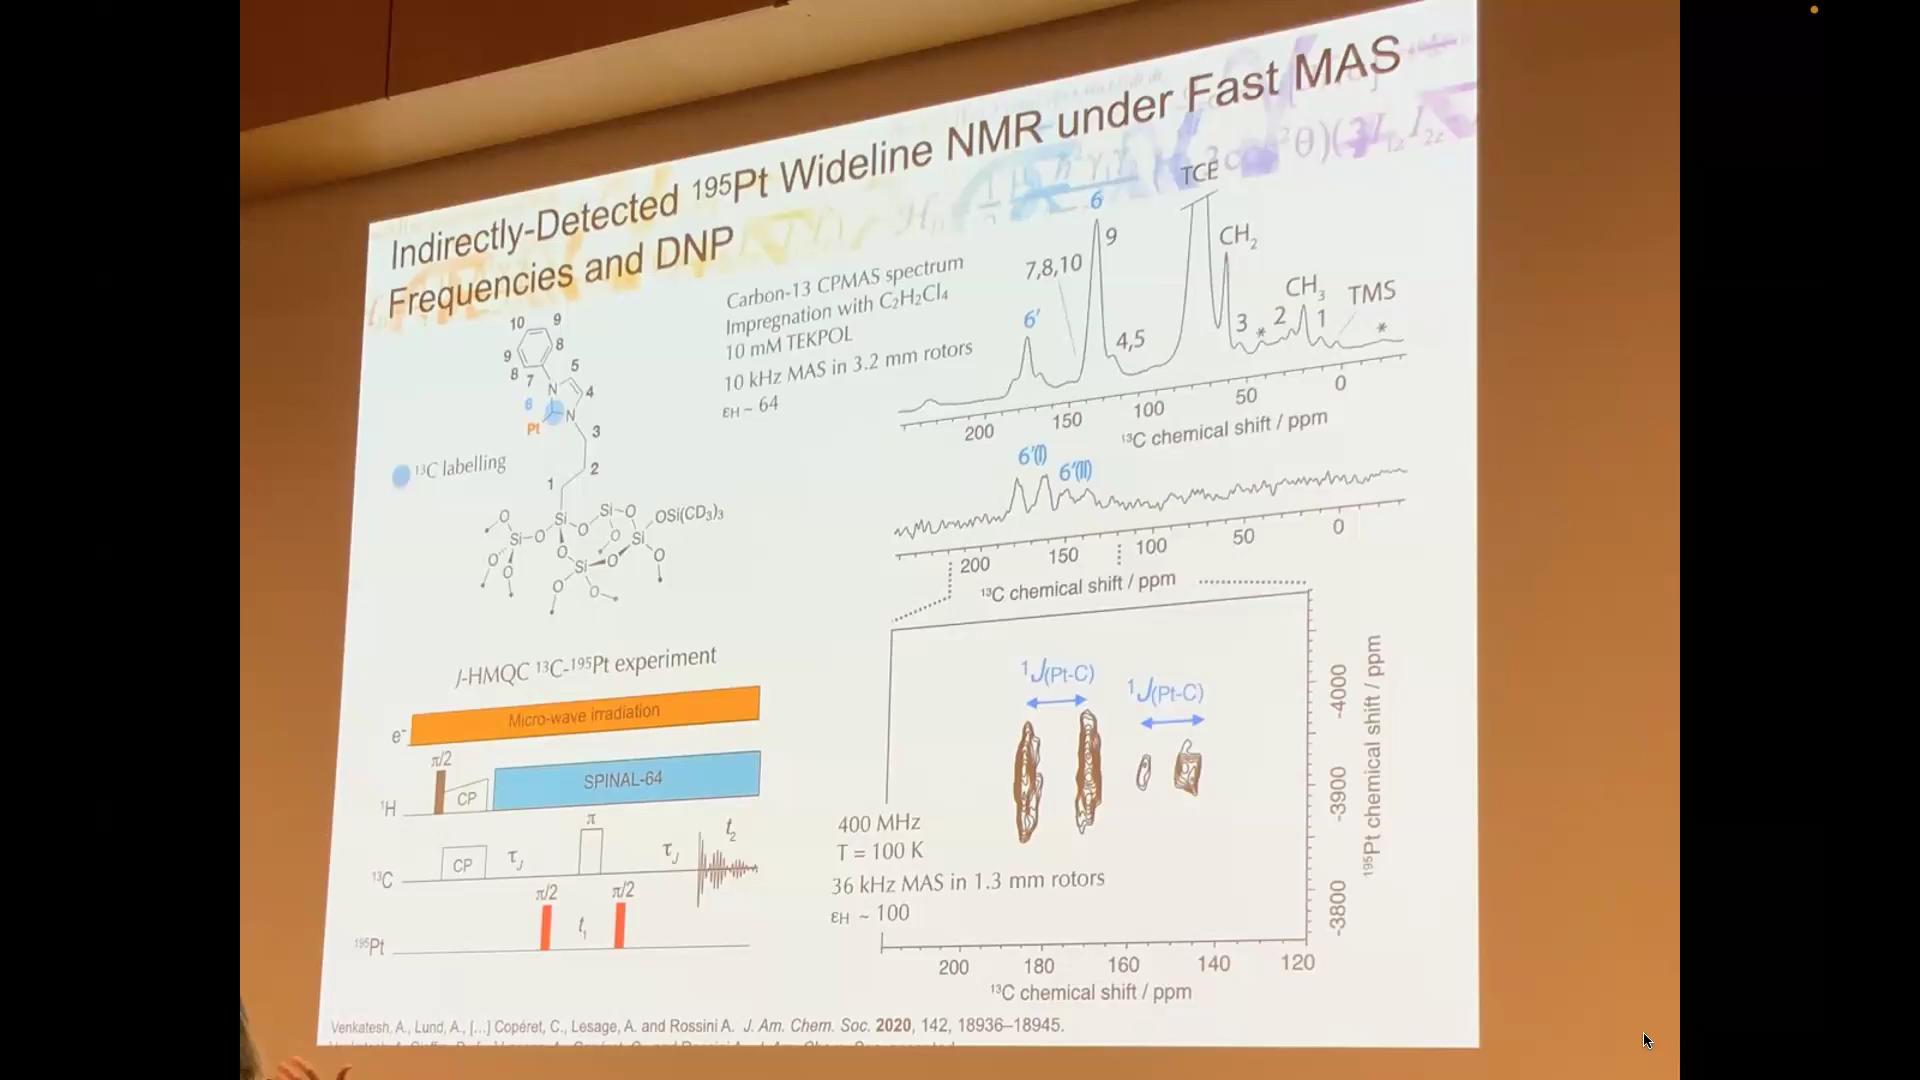 Indirectly-Detected ¹⁹⁵Pt Wideline NMR under Fast MAS
Frequencies and DNP
Carbon-13 CPMAS spectrum
Impregnation with C₂H₂Cl₄
10 mM TEKPOL
10 kHz MAS in 3.2 mm rotors
εH ~ 64
10
9
9
8
8
7
5
4
6
N
N
Pt
3
2
1
¹³C labelling
Si
Si
O
OSi(CD₃)₃
O
Si
O
O
O
Si
O
O
O
Si
O
O
O
O
6
TCE
9
7,8,10
6'
4,5
CH₂
CH₃
TMS
3
*
2
1
*
200
150
100
50
0
¹³C chemical shift / ppm
6'(I)
6'(II)
200
150
100
50
0
¹³C chemical shift / ppm
J-HMQC ¹³C-¹⁹⁵Pt experiment
e⁻
Micro-wave irradiation
π/2
¹H
CP
SPINAL-64
π
t₂
¹³C
CP
τJ
τJ
π/2
π/2
t₁
¹⁹⁵Pt
¹J(Pt-C)
¹J(Pt-C)
400 MHz
T = 100 K
36 kHz MAS in 1.3 mm rotors
εH ~ 100
-4000
-3900
-3800
¹⁹⁵Pt chemical shift / ppm
200
180
160
140
120
¹³C chemical shift / ppm
Venkatesh, A., Lund, A., [...] Copéret, C., Lesage, A. and Rossini A. J. Am. Chem. Soc. 2020, 142, 18936–18945.